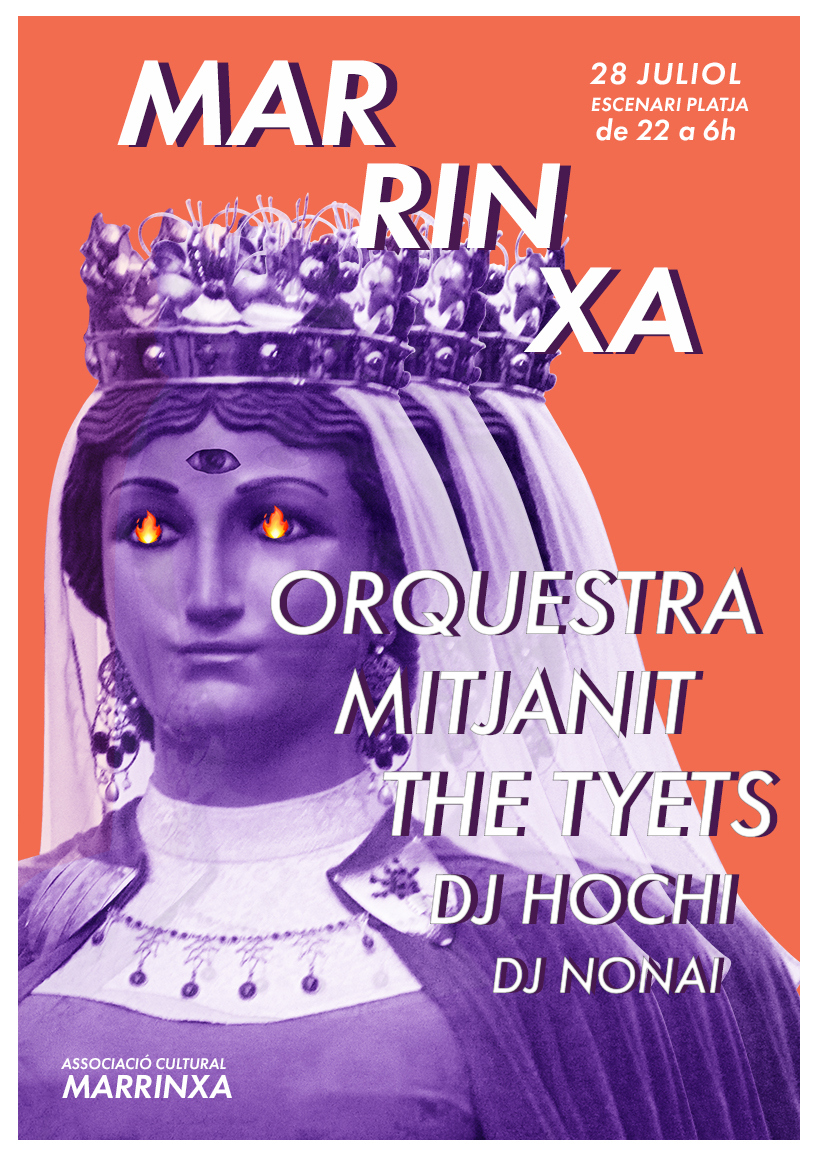 MAR
RIN
XA
28 JULIOL
ESCENARI PLATJA
de 22 a 6h
ORQUESTRA
MITJANIT
THE TYETS
DJ HOCHI
DJ NONAI
ASSOCIACIÓ CULTURAL
MARRINXA